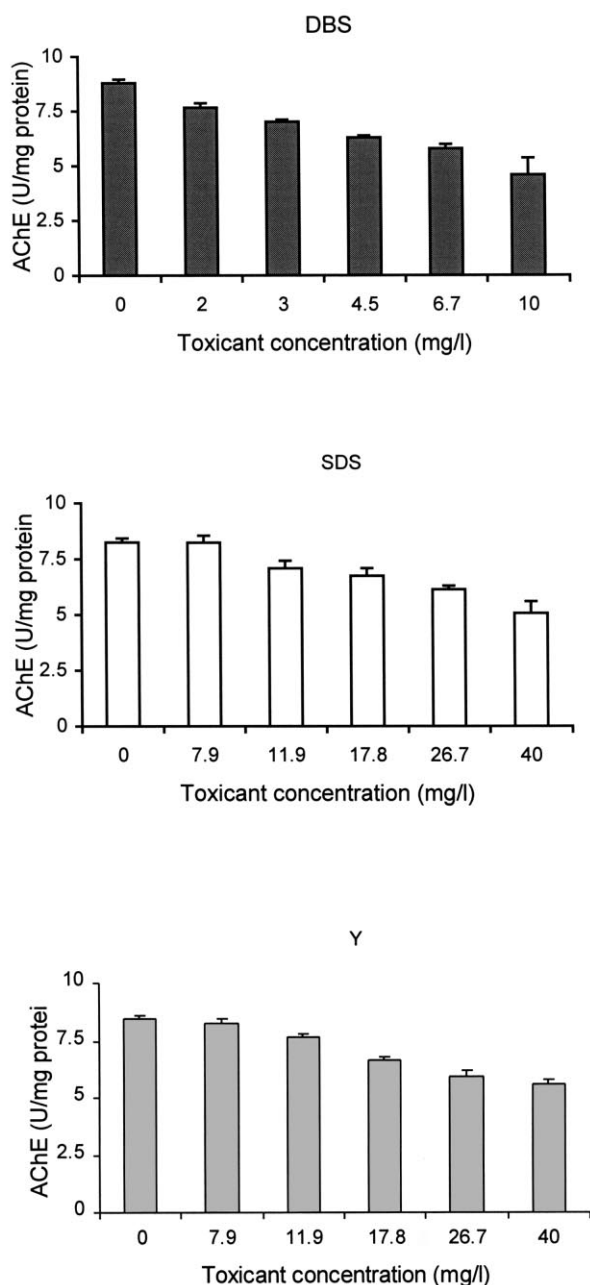 DBS
10
7.5
5
2.5
0
AChE (U/mg protein)
0 2 3 4.5 6.7 10
Toxicant concentration (mg/l)
SDS
10
7.5
5
2.5
0
AChE (U/mg protein
0 7.9 11.9 17.8 26.7 40
Toxicant concentration (mg/l)
Y
10
7.5
5
2.5
0
AChE (U/mg protei
0 7.9 11.9 17.8 26.7 40
Toxicant concentration (mg/l)